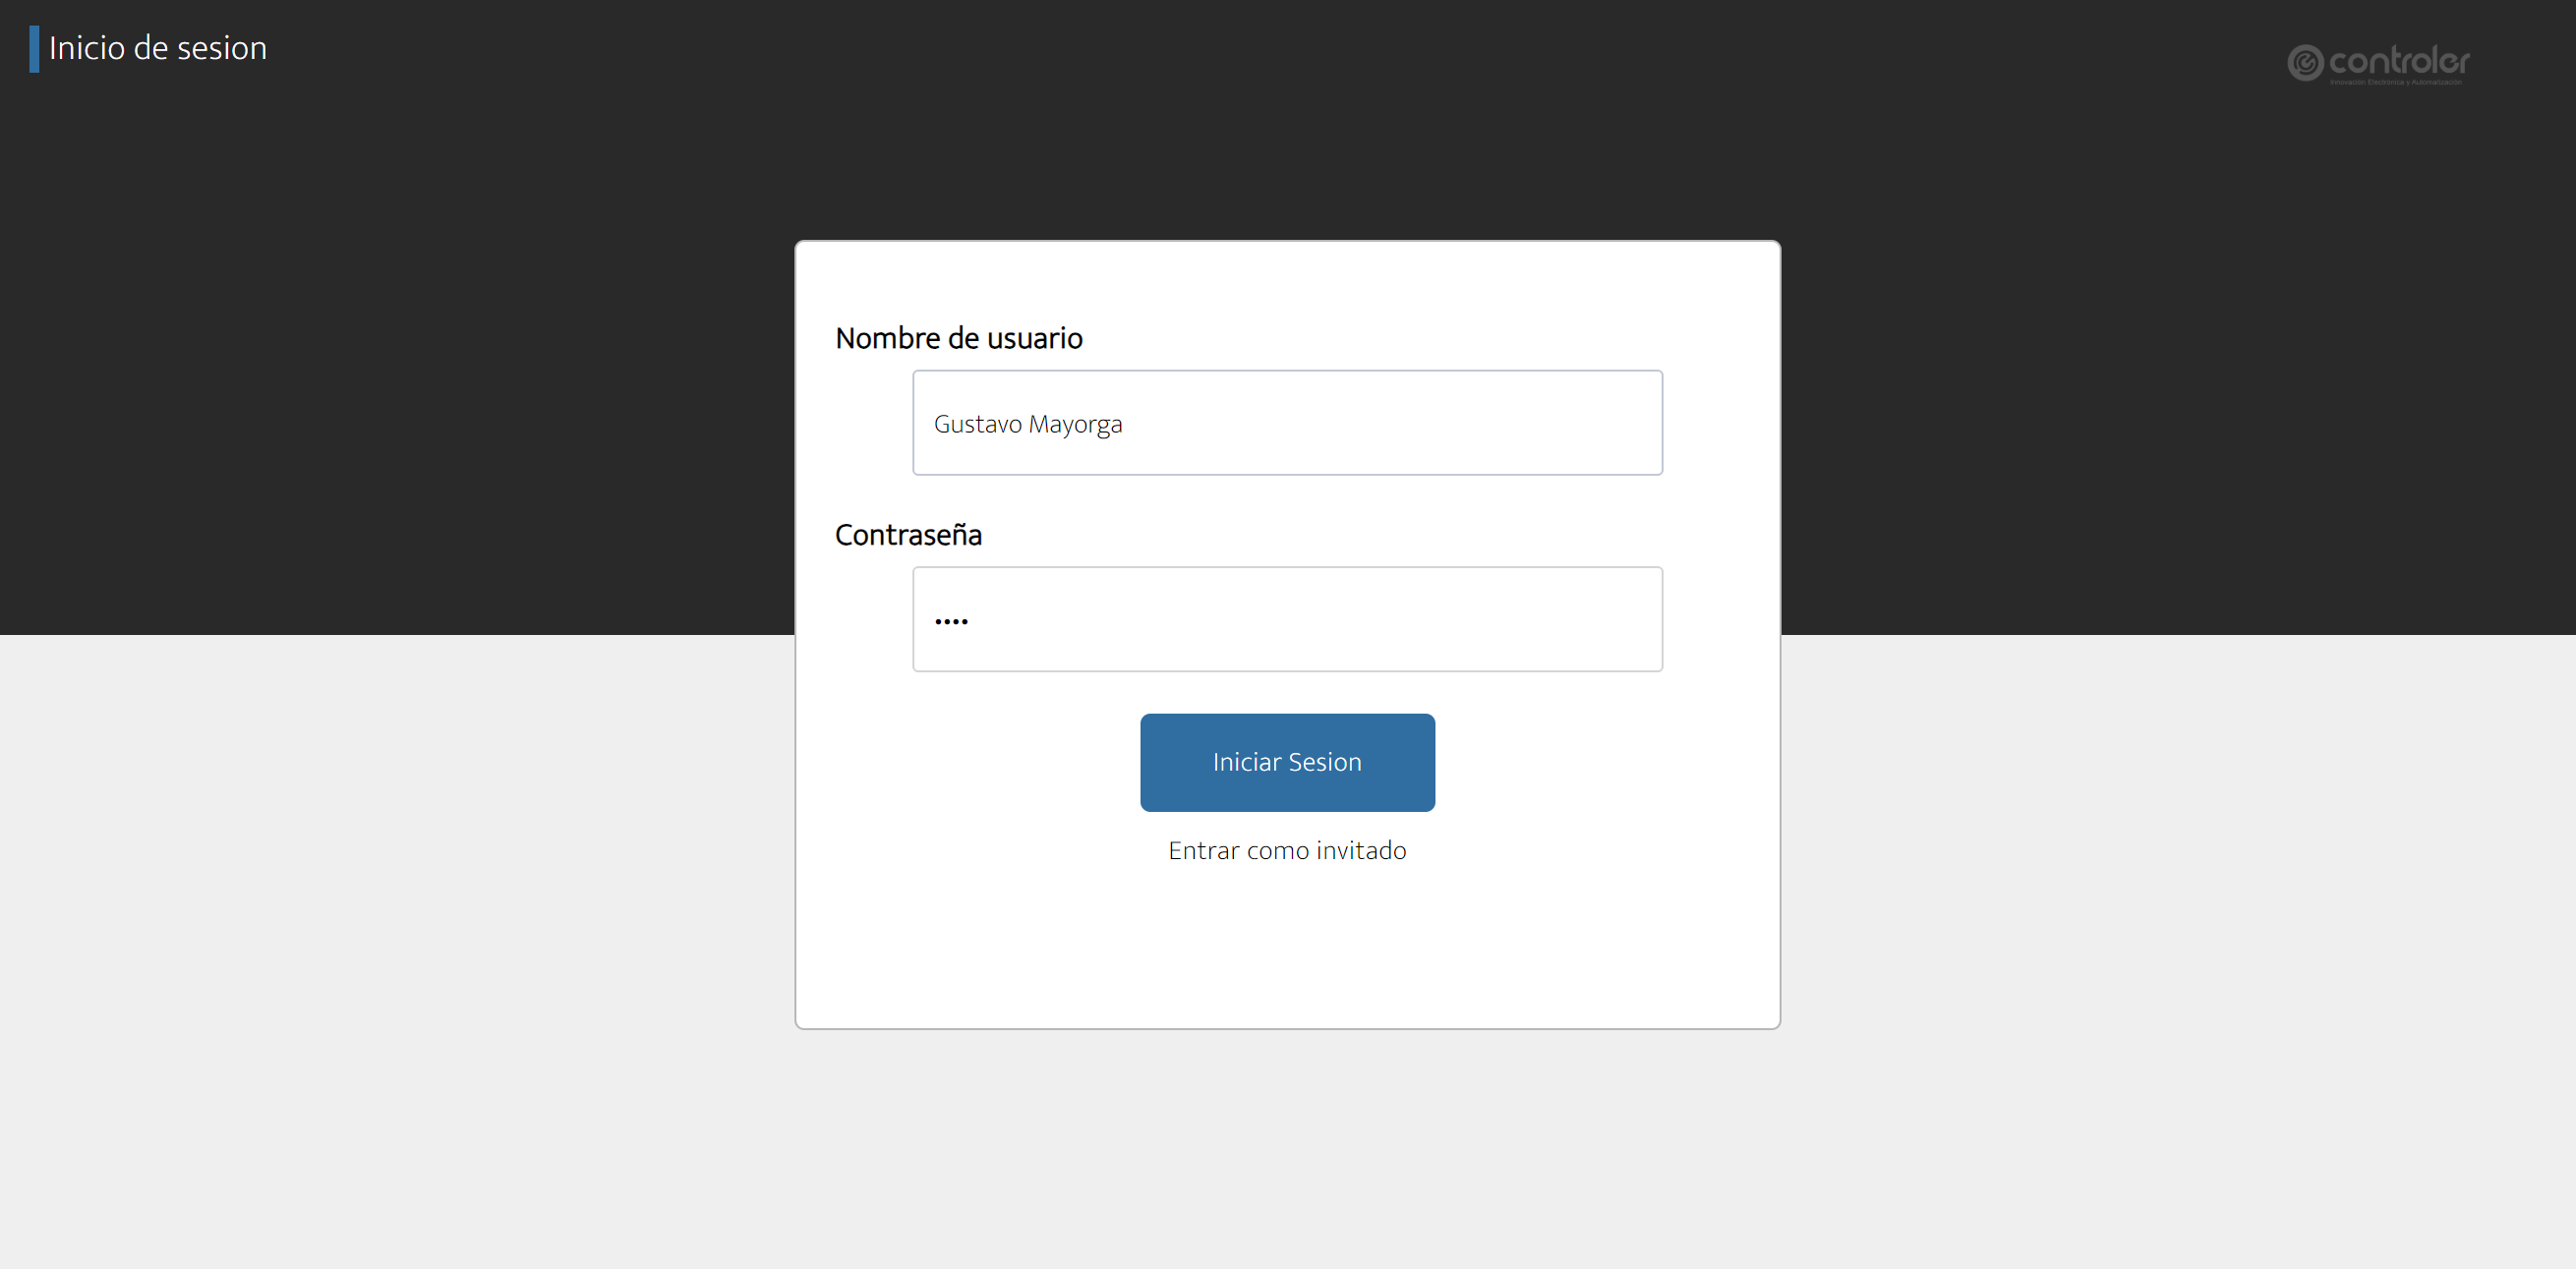 Inicio de sesion
controler
Innovación Electrónica y Automatización
Nombre de usuario
Gustavo Mayorga
Contraseña
••••
Iniciar Sesion
Entrar como invitado